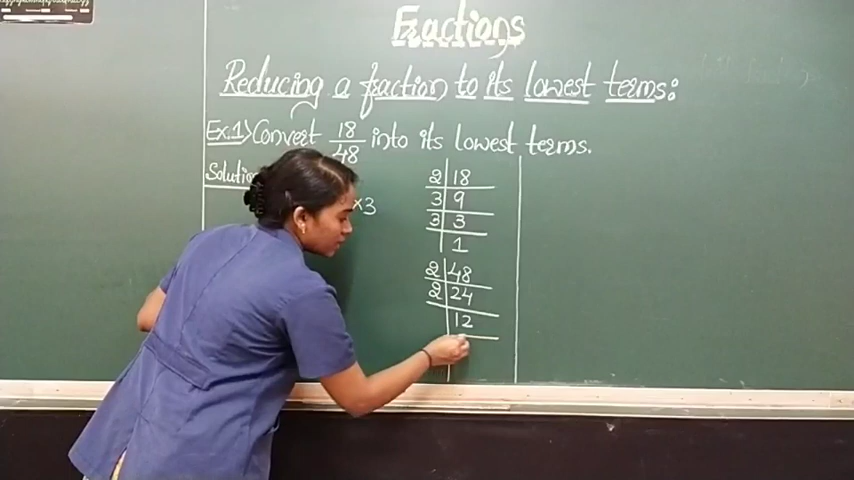 Fractions
Reducing a fraction to its lowest terms:
Ex.1) Convert 18/48 into its lowest terms.
Solution
×3
2 | 18
3 | 9
3 | 3
1
2 | 48
2 | 24
12